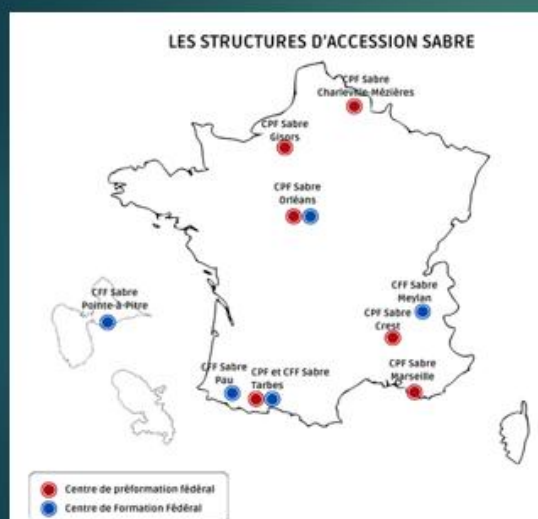 LES STRUCTURES D'ACCESSION SABRE
CPF Sabre
Charleville-Mézières
CPF Sabre
Gisors
CPF Sabre
Orléans
CFF Sabre
Pointe-à-Pitre
CFF Sabre
Meylan
CPF Sabre
Crest
CFF Sabre
Pau
CPF et CFF Sabre
Tarbes
CPF Sabre
Marseille
Centre de préformation fédéral
Centre de Formation Fédéral